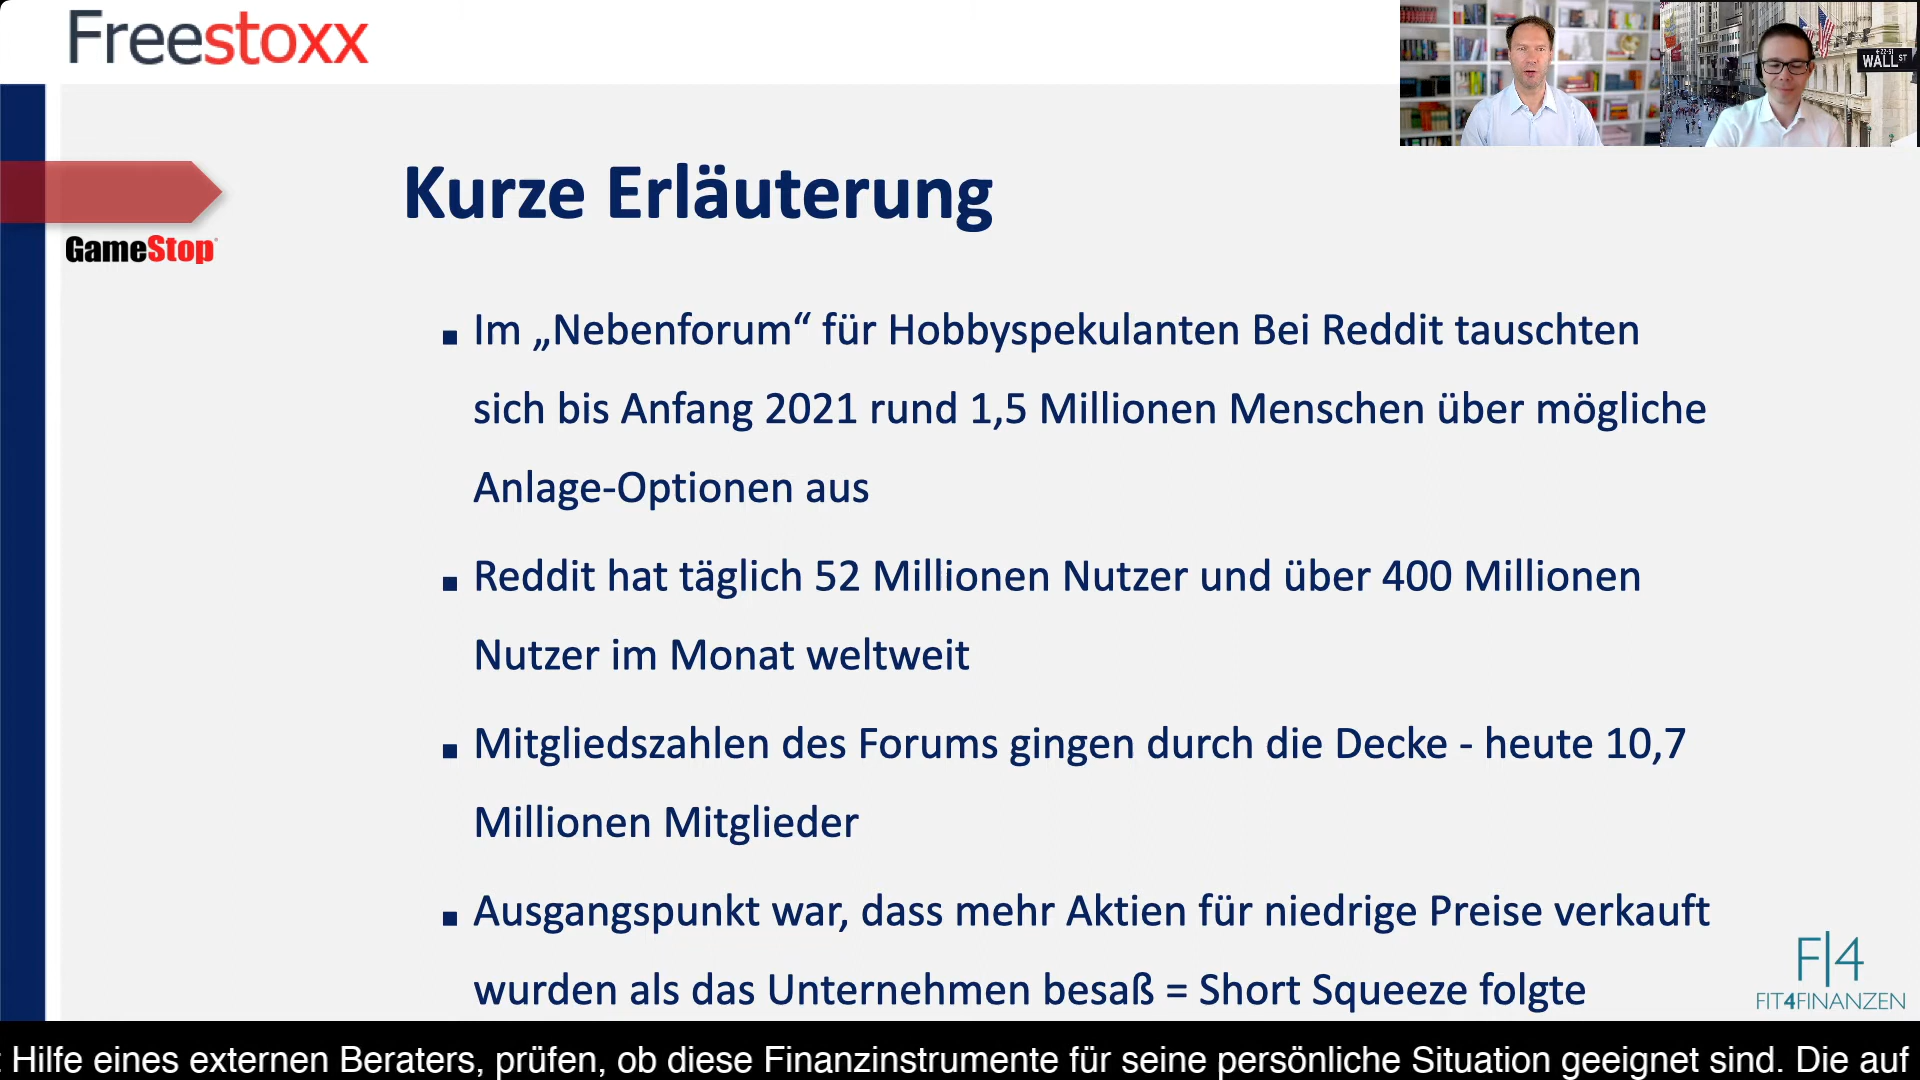 Freestoxx
WALL ST
Kurze Erläuterung
GameStop
▪ Im „Nebenforum“ für Hobbyspekulanten Bei Reddit tauschten
sich bis Anfang 2021 rund 1,5 Millionen Menschen über mögliche
Anlage-Optionen aus
▪ Reddit hat täglich 52 Millionen Nutzer und über 400 Millionen
Nutzer im Monat weltweit
▪ Mitgliedszahlen des Forums gingen durch die Decke - heute 10,7
Millionen Mitglieder
▪ Ausgangspunkt war, dass mehr Aktien für niedrige Preise verkauft
wurden als das Unternehmen besaß = Short Squeeze folgte
F|4
FIT4FINANZEN
Hilfe eines externen Beraters, prüfen, ob diese Finanzinstrumente für seine persönliche Situation geeignet sind. Die auf